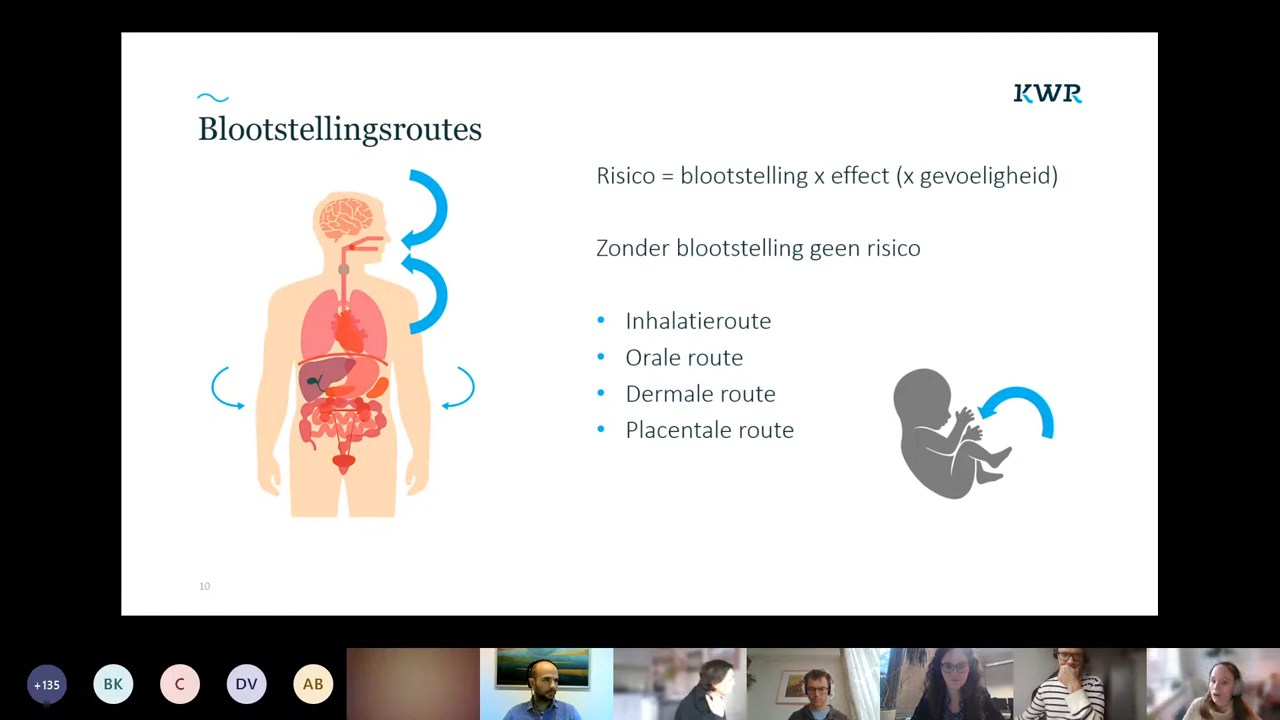 KWR
Blootstellingsroutes
Risico = blootstelling x effect (x gevoeligheid)
Zonder blootstelling geen risico
• Inhalatieroute
• Orale route
• Dermale route
• Placentale route
10
+135
BK
C
DV
AB